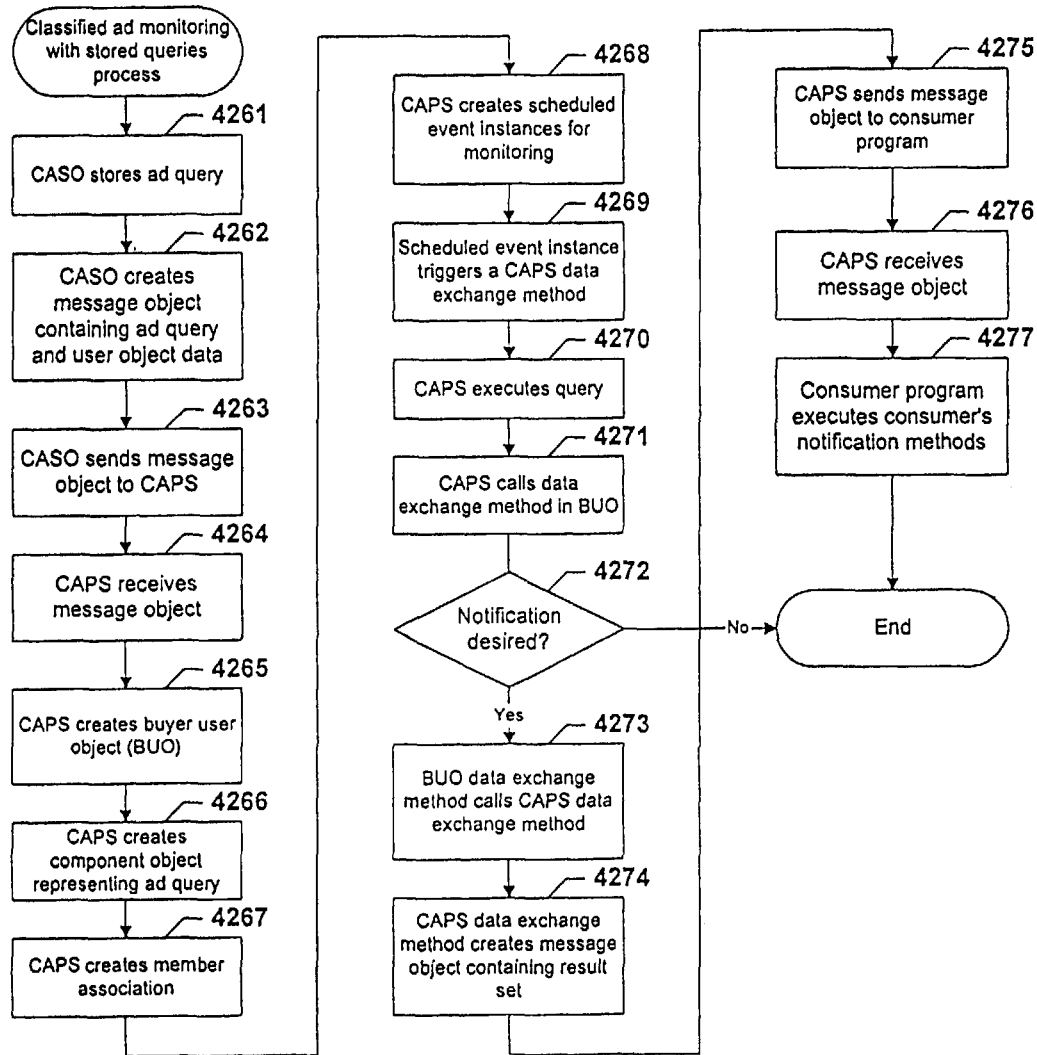 Classified ad monitoring
with stored queries
process
4261
CASO stores ad query
4262
CASO creates
message object
containing ad query
and user object data
4263
CASO sends message
object to CAPS
4264
CAPS receives
message object
4265
CAPS creates buyer user
object (BUO)
4266
CAPS creates
component object
representing ad query
4267
CAPS creates member
association
4268
CAPS creates scheduled
event instances for
monitoring
4269
Scheduled event instance
triggers a CAPS data
exchange method
4270
CAPS executes query
4271
CAPS calls data
exchange method in BUO
4272
Notification
desired?
No
Yes
4273
BUO data exchange
method calls CAPS data
exchange method
4274
CAPS data exchange
method creates message
object containing result
set
4275
CAPS sends message
object to consumer
program
4276
CAPS receives
message object
4277
Consumer program
executes consumer's
notification methods
End